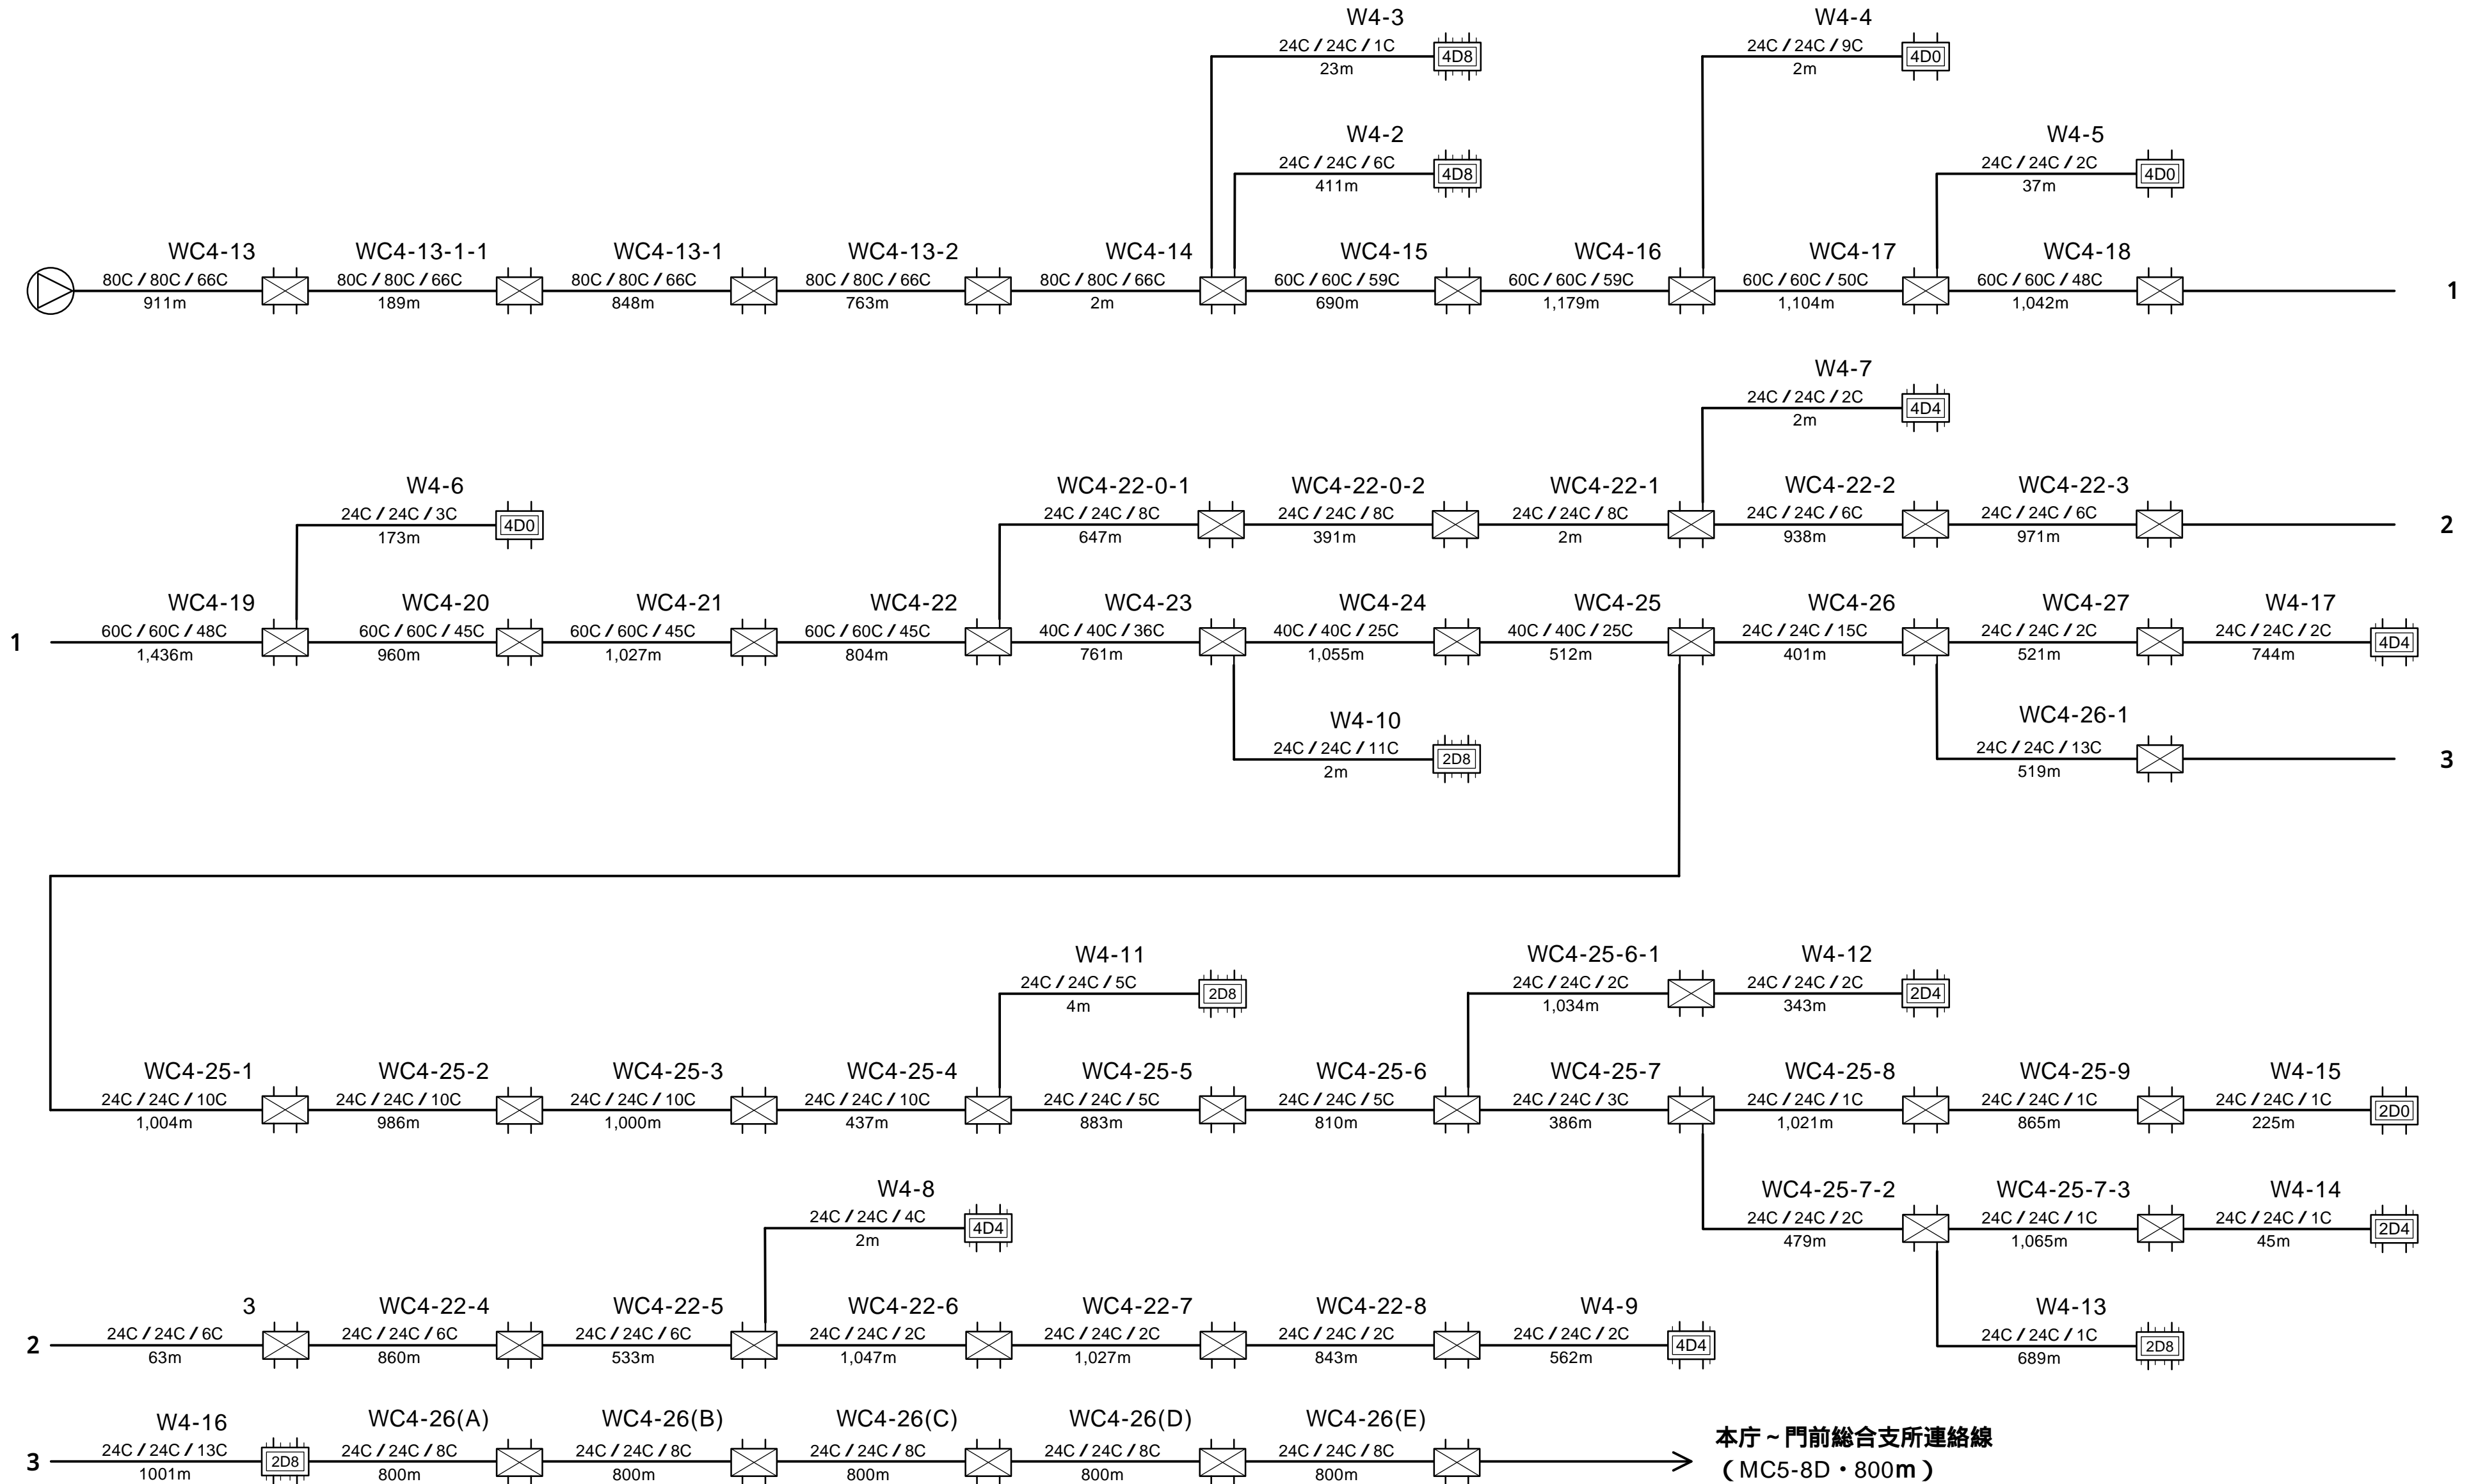 W4-3
24C / 24C / 1C
4D8
23m
W4-4
24C / 24C / 9C
4D0
2m
W4-2
24C / 24C / 6C
4D8
411m
W4-5
24C / 24C / 2C
4D0
37m
WC4-13
80C / 80C / 66C
911m
WC4-13-1-1
80C / 80C / 66C
189m
WC4-13-1
80C / 80C / 66C
848m
WC4-13-2
80C / 80C / 66C
763m
WC4-14
80C / 80C / 66C
2m
WC4-15
60C / 60C / 59C
690m
WC4-16
60C / 60C / 59C
1,179m
WC4-17
60C / 60C / 50C
1,104m
WC4-18
60C / 60C / 48C
1,042m
1
W4-7
24C / 24C / 2C
4D4
2m
W4-6
24C / 24C / 3C
4D0
173m
WC4-22-0-1
24C / 24C / 8C
647m
WC4-22-0-2
24C / 24C / 8C
391m
WC4-22-1
24C / 24C / 8C
2m
WC4-22-2
24C / 24C / 6C
938m
WC4-22-3
24C / 24C / 6C
971m
2
1
WC4-19
60C / 60C / 48C
1,436m
WC4-20
60C / 60C / 45C
960m
WC4-21
60C / 60C / 45C
1,027m
WC4-22
60C / 60C / 45C
804m
WC4-23
40C / 40C / 36C
761m
WC4-24
40C / 40C / 25C
1,055m
WC4-25
40C / 40C / 25C
512m
WC4-26
24C / 24C / 15C
401m
WC4-27
24C / 24C / 2C
521m
W4-17
24C / 24C / 2C
744m
4D4
W4-10
24C / 24C / 11C
2D8
2m
WC4-26-1
24C / 24C / 13C
519m
3
W4-11
24C / 24C / 5C
2D8
4m
WC4-25-6-1
24C / 24C / 2C
1,034m
W4-12
24C / 24C / 2C
2D4
343m
WC4-25-1
24C / 24C / 10C
1,004m
WC4-25-2
24C / 24C / 10C
986m
WC4-25-3
24C / 24C / 10C
1,000m
WC4-25-4
24C / 24C / 10C
437m
WC4-25-5
24C / 24C / 5C
883m
WC4-25-6
24C / 24C / 5C
810m
WC4-25-7
24C / 24C / 3C
386m
WC4-25-8
24C / 24C / 1C
1,021m
WC4-25-9
24C / 24C / 1C
865m
W4-15
24C / 24C / 1C
225m
2D0
W4-8
24C / 24C / 4C
4D4
2m
WC4-25-7-2
24C / 24C / 2C
479m
WC4-25-7-3
24C / 24C / 1C
1,065m
W4-14
24C / 24C / 1C
45m
2D4
2
3
24C / 24C / 6C
63m
WC4-22-4
24C / 24C / 6C
860m
WC4-22-5
24C / 24C / 6C
533m
WC4-22-6
24C / 24C / 2C
1,047m
WC4-22-7
24C / 24C / 2C
1,027m
WC4-22-8
24C / 24C / 2C
843m
W4-9
24C / 24C / 2C
562m
4D4
W4-13
24C / 24C / 1C
689m
2D8
3
W4-16
24C / 24C / 13C
1001m
2D8
WC4-26(A)
24C / 24C / 8C
800m
WC4-26(B)
24C / 24C / 8C
800m
WC4-26(C)
24C / 24C / 8C
800m
WC4-26(D)
24C / 24C / 8C
800m
WC4-26(E)
24C / 24C / 8C
800m
本庁~門前総合支所連絡線
（MC5-8D・800m）